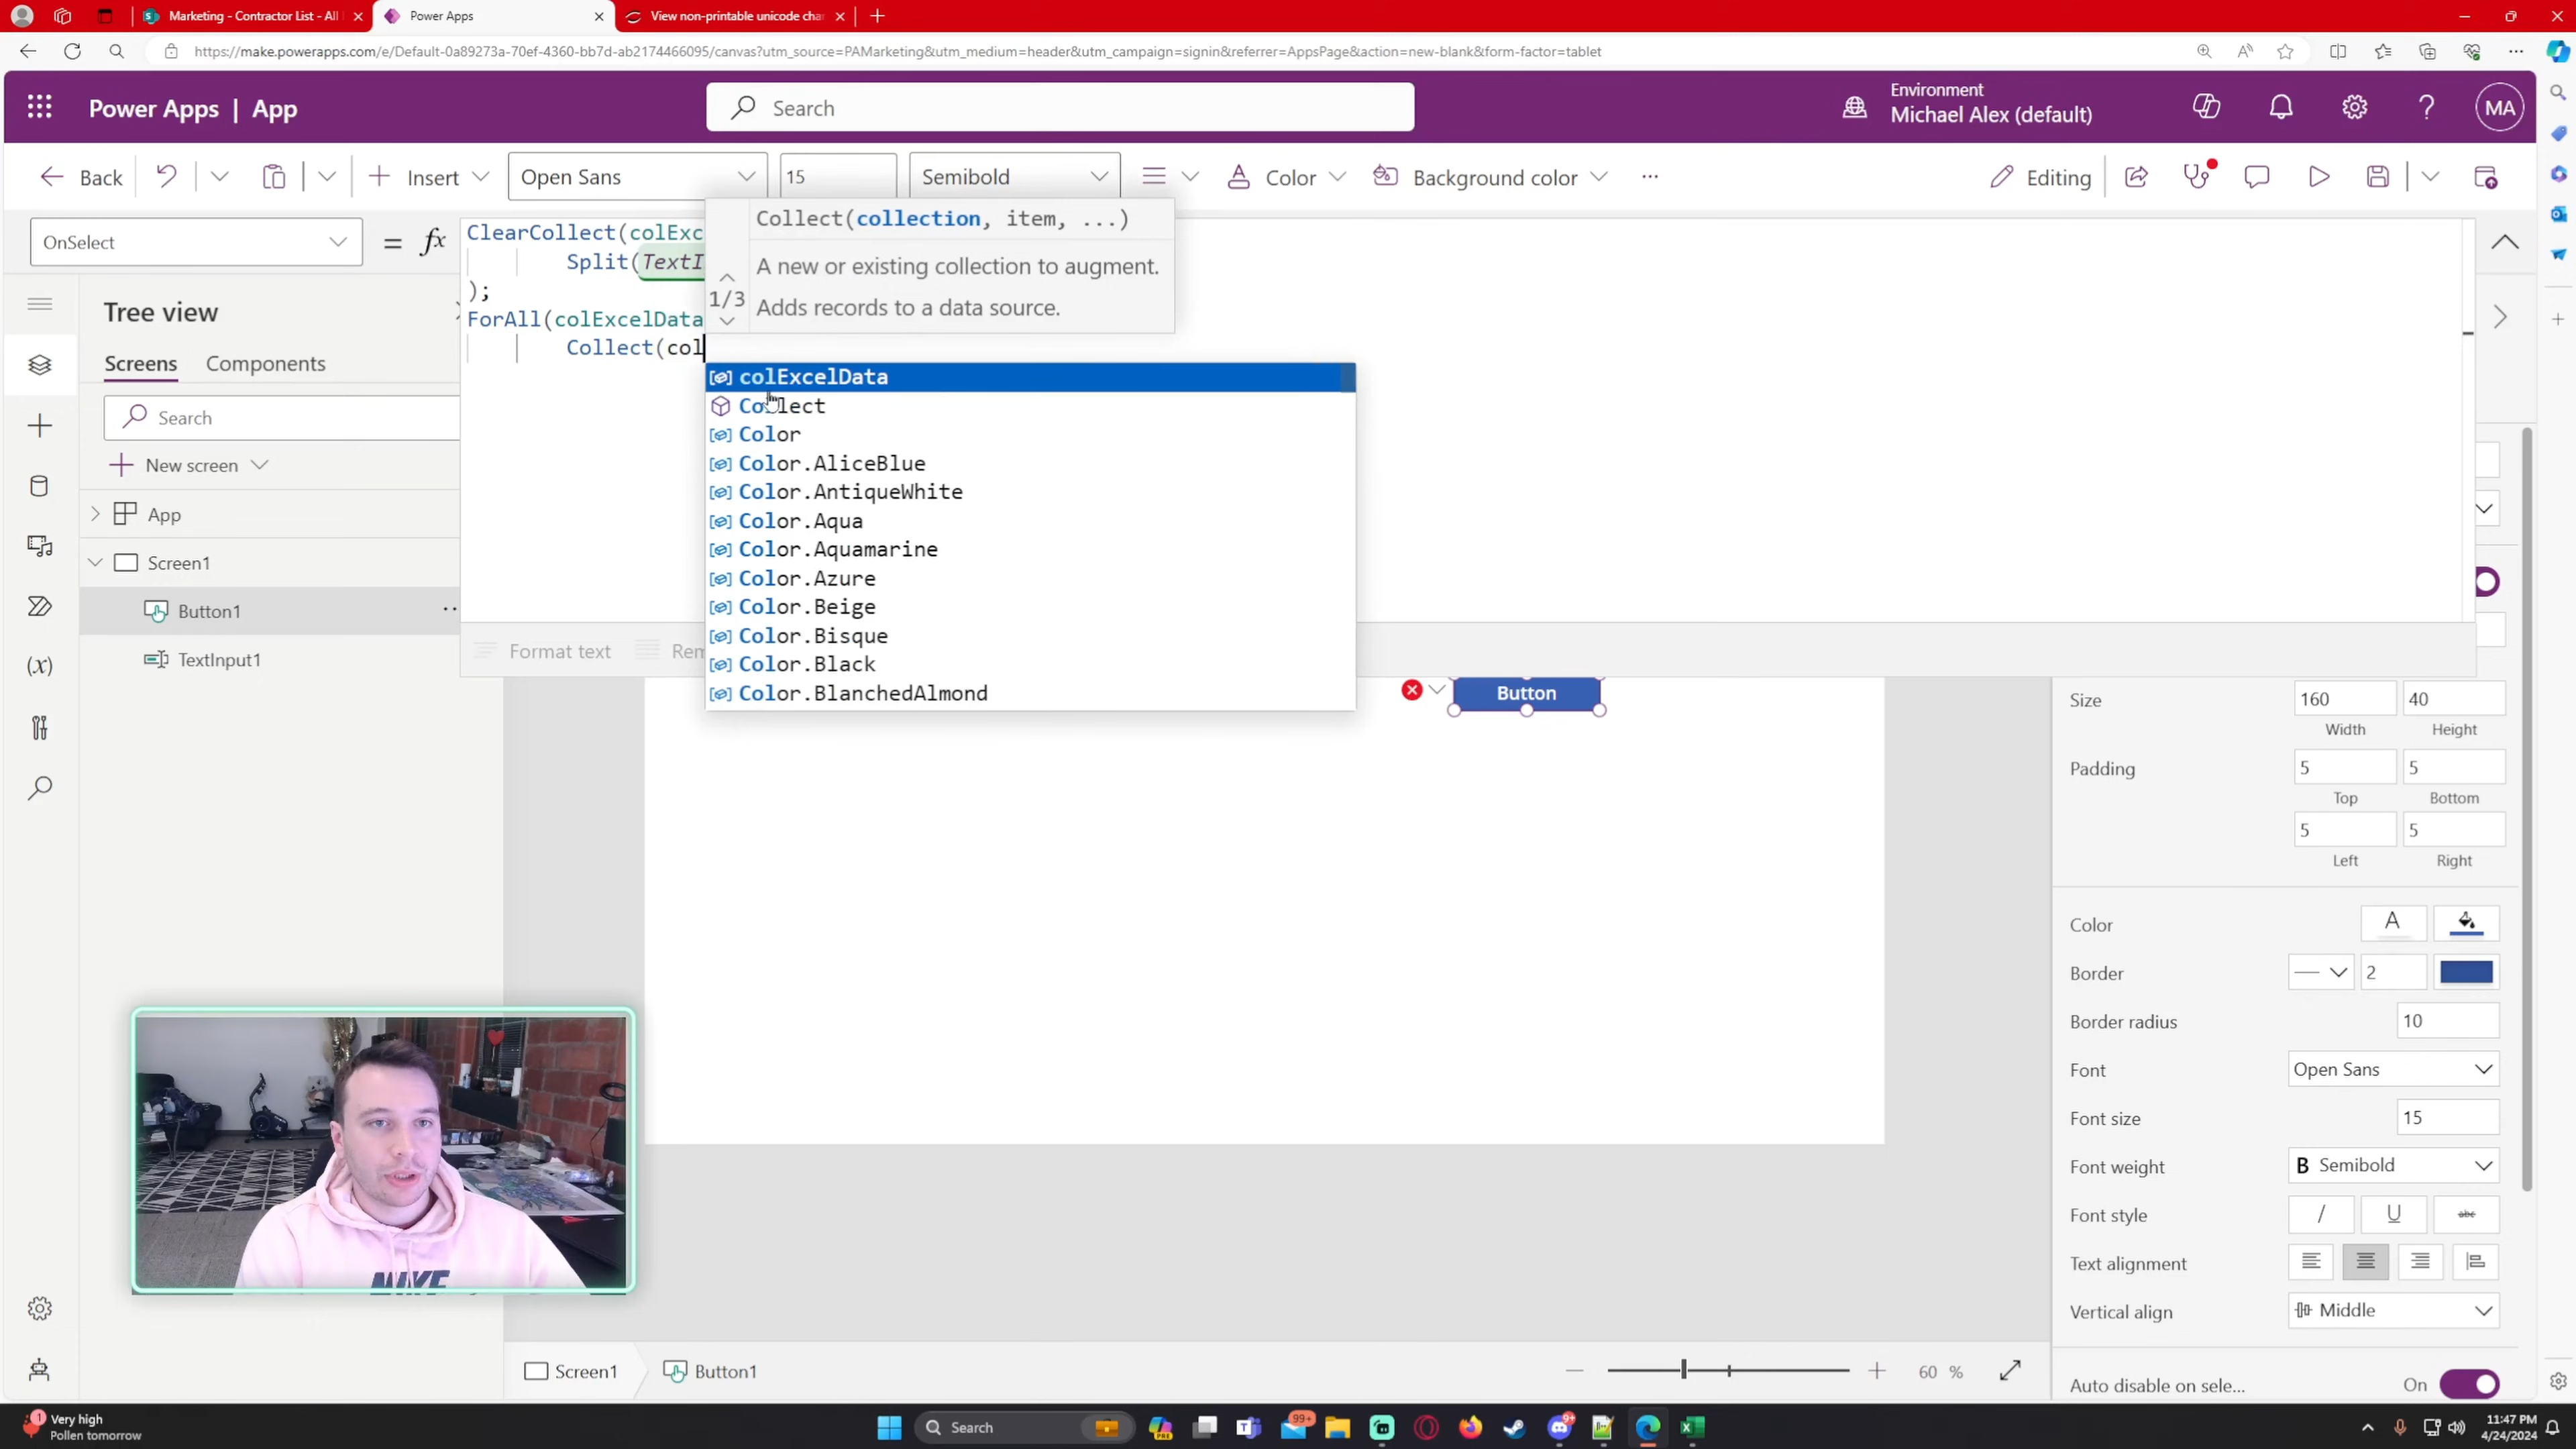 Marketing - Contractor List - All
Power Apps
View non-printable unicode cha
https://make.powerapps.com/e/Default-0a89273a-70ef-4360-bb7d-ab2174466095/canvas?utm_source=PAMarketing&utm_medium=header&utm_campaign=signin&referrer=AppsPage&action=new-blank&form-factor=tablet
Power Apps | App
Search
Environment
Michael Alex (default)
MA
Back
Insert
Open Sans
15
Semibold
Color
Background color
Editing
OnSelect
= fx
ClearCollect(colExc
Split(TextI
);
ForAll(colExcelData
Collect(col
Collect(collection, item, ...)
A new or existing collection to augment.
1/3
Adds records to a data source.
colExcelData
Collect
Color
Color.AliceBlue
Color.AntiqueWhite
Color.Aqua
Color.Aquamarine
Color.Azure
Color.Beige
Color.Bisque
Color.Black
Color.BlanchedAlmond
Tree view
Screens
Components
Search
New screen
App
Screen1
Button1
TextInput1
Format text
Rem
Button
Size
160
40
Width
Height
Padding
5
5
Top
Bottom
5
5
Left
Right
Color
A
Border
2
Border radius
10
Font
Open Sans
Font size
15
Font weight
B Semibold
Font style
/
U
abc
Text alignment
Vertical align
Middle
Auto disable on sele...
On
NIKE
Screen1
Button1
60 %
1
Very high
Pollen tomorrow
Search
PRE
99+
9+
11:47 PM
4/24/2024